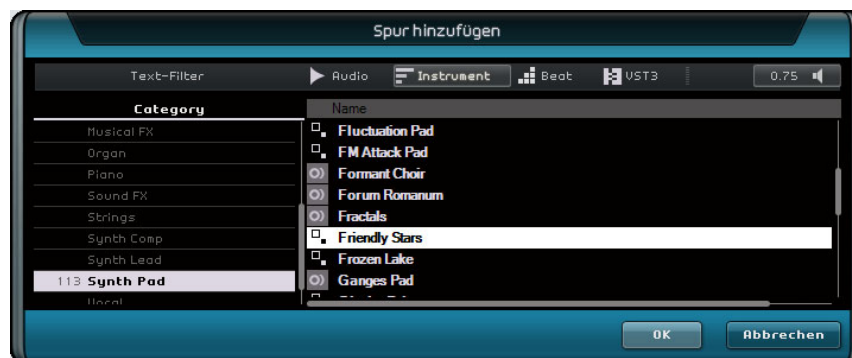 Spur hinzufügen
Text-Filter
Audio
Instrument
Beat
VST3
0.75
Category
Name
Musical FX
Organ
Piano
Sound FX
Strings
Synth Comp
Synth Lead
113 Synth Pad
Vocal
Fluctuation Pad
FM Attack Pad
Formant Choir
Forum Romanum
Fractals
Friendly Stars
Frozen Lake
Ganges Pad
OK
Abbrechen